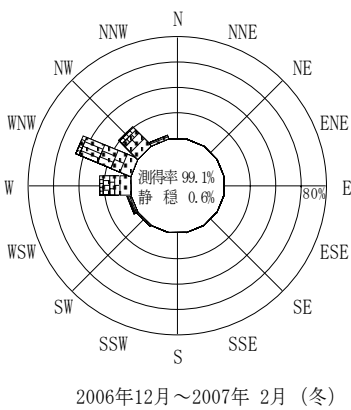 N
NNW NNE
NW NE
WNW ENE
測得率 99.1%
W 80% E
静 穏 0.6%
WSW ESE
SW SE
SSW SSE
S
2006年12月～2007年 2月 (冬)